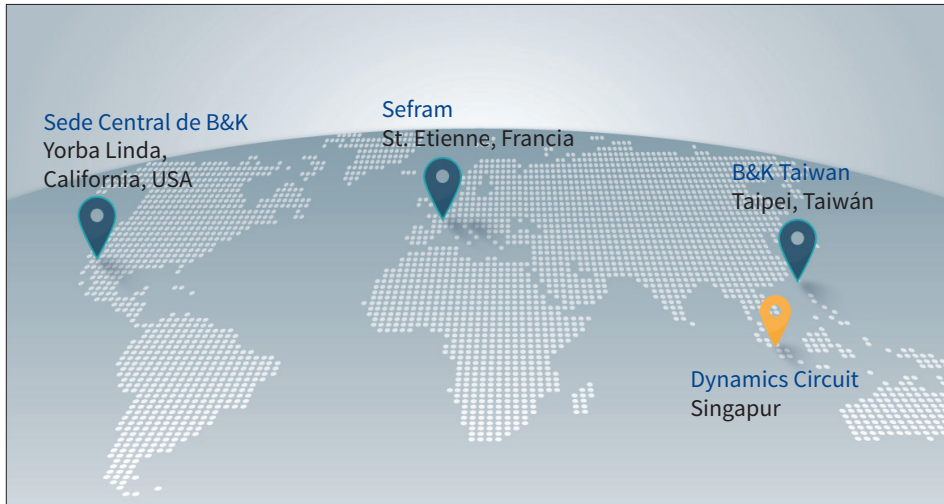 Sede Central de B&K
Yorba Linda,
California, USA
Sefram
St. Etienne, Francia
B&K Taiwan
Taipei, Taiwán
Dynamics Circuit
Singapur